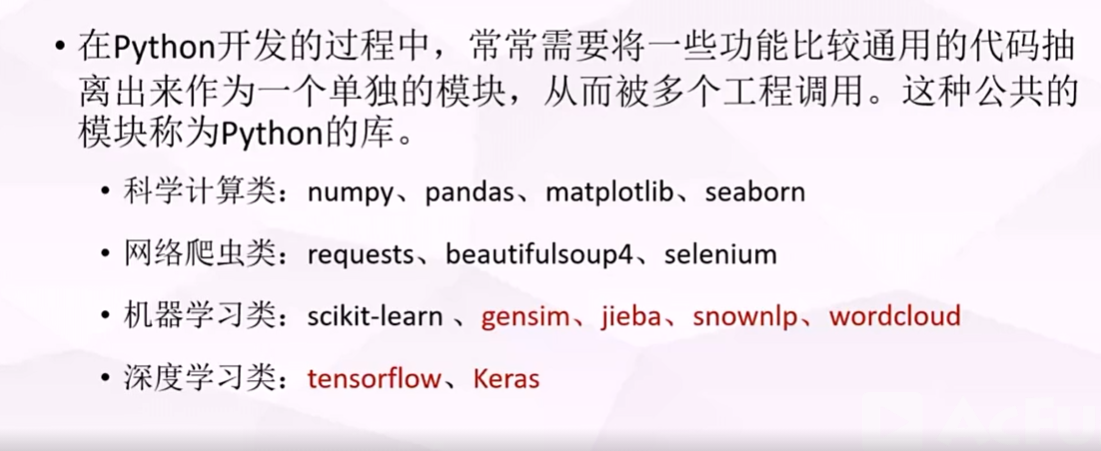 • 在Python开发的过程中，常常需要将一些功能比较通用的代码抽
离出来作为一个单独的模块，从而被多个工程调用。这种公共的
模块称为Python的库。
• 科学计算类：numpy、pandas、matplotlib、seaborn
• 网络爬虫类：requests、beautifulsoup4、selenium
• 机器学习类：scikit-learn 、gensim、jieba、snownlp、wordcloud
• 深度学习类：tensorflow、Keras